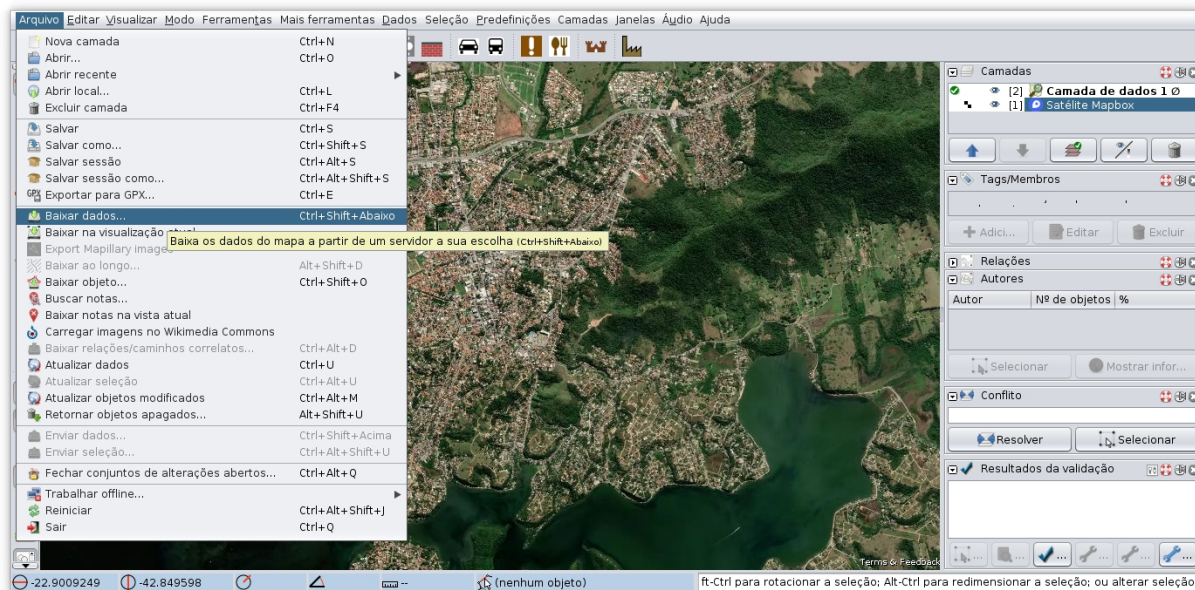 Arquivo Editar Visualizar Modo Ferramentas Mais ferramentas Dados Seleção Predefinições Camadas Janelas Áudio Ajuda
Nova camada Ctrl+N
Abrir... Ctrl+O
Abrir recente
Abrir local... Ctrl+L
Excluir camada Ctrl+F4
Salvar Ctrl+S
Salvar como... Ctrl+Shift+S
Salvar sessão Ctrl+Alt+S
Salvar sessão como... Ctrl+Alt+Shift+S
Exportar para GPX... Ctrl+E
Baixar dados... Ctrl+Shift+Abaixo
Baixar na visualização
Baixa os dados do mapa a partir de um servidor a sua escolha (Ctrl+Shift+Abaixo)
Export Mapillary image
Baixar ao longo... Alt+Shift+D
Baixar objeto... Ctrl+Shift+O
Buscar notas...
Baixar notas na vista atual
Carregar imagens no Wikimedia Commons
Baixar relações/caminhos correlatos... Ctrl+Alt+D
Atualizar dados Ctrl+U
Atualizar seleção Ctrl+Alt+U
Atualizar objetos modificados Ctrl+Alt+M
Retornar objetos apagados... Alt+Shift+U
Enviar dados... Ctrl+Shift+Acima
Enviar seleção... Ctrl+Alt+Shift+U
Fechar conjuntos de alterações abertos... Ctrl+Alt+Q
Trabalhar offline...
Reiniciar Ctrl+Alt+Shift+J
Sair Ctrl+Q
Camadas
[2] Camada de dados 1 ∅
[1] Satélite Mapbox
Tags/Membros
Adici... Editar Excluir
Relações
Autores
Autor Nº de objetos %
Selecionar Mostrar infor...
Conflito
Resolver Selecionar
Resultados da validação
Terms & Feedback
-22.9009249 -42.849598 -- (nenhum objeto) ft-Ctrl para rotacionar a seleção; Alt-Ctrl para redimensionar a seleção; ou alterar seleção